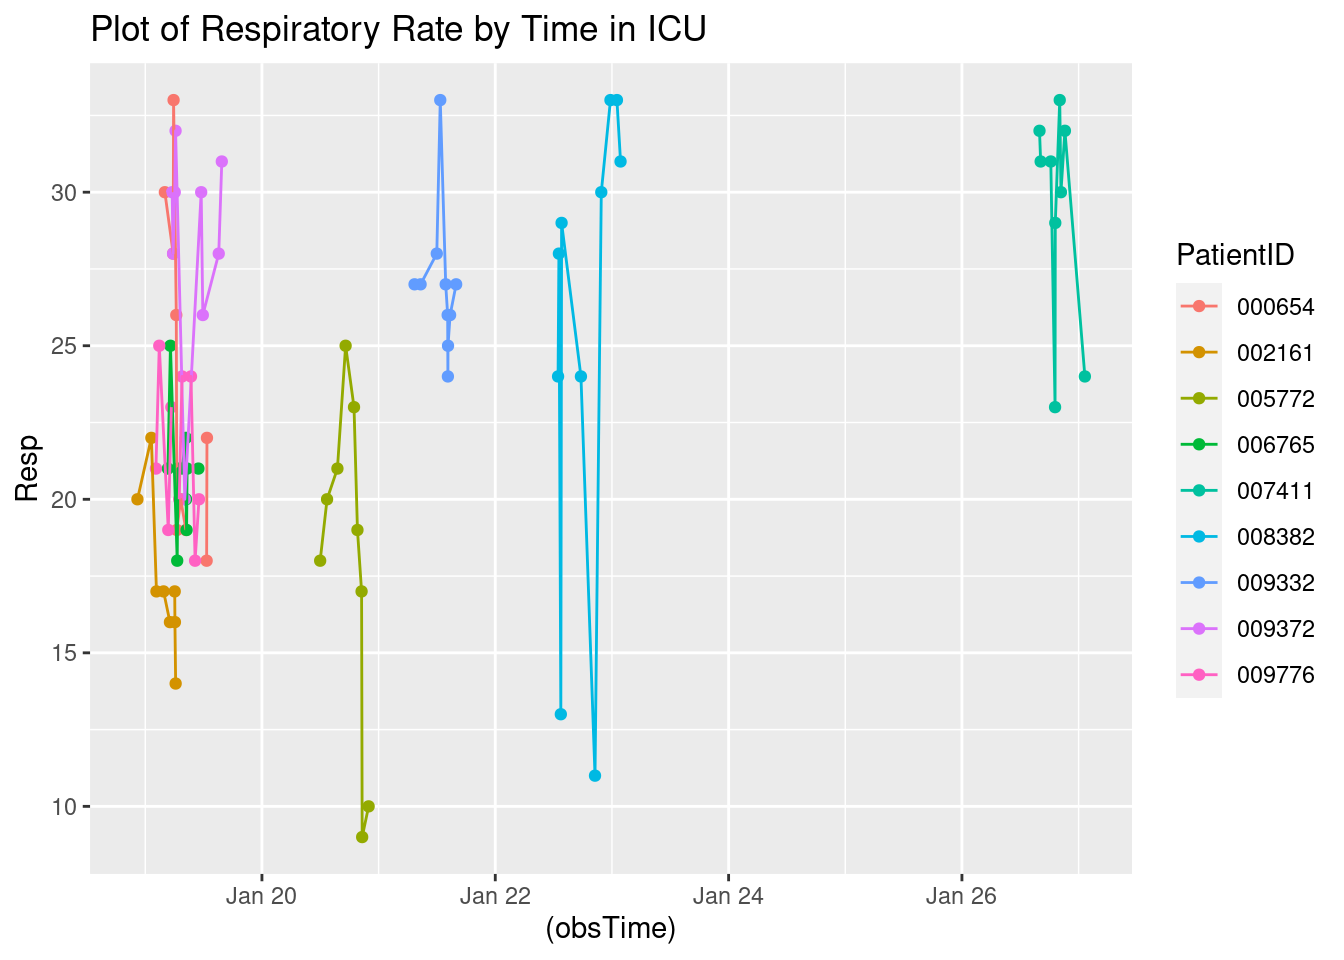 Plot of Respiratory Rate by Time in ICU
Resp
30
25
20
15
10
Jan 20
Jan 22
Jan 24
Jan 26
(obsTime)
PatientID
000654
002161
005772
006765
007411
008382
009332
009372
009776